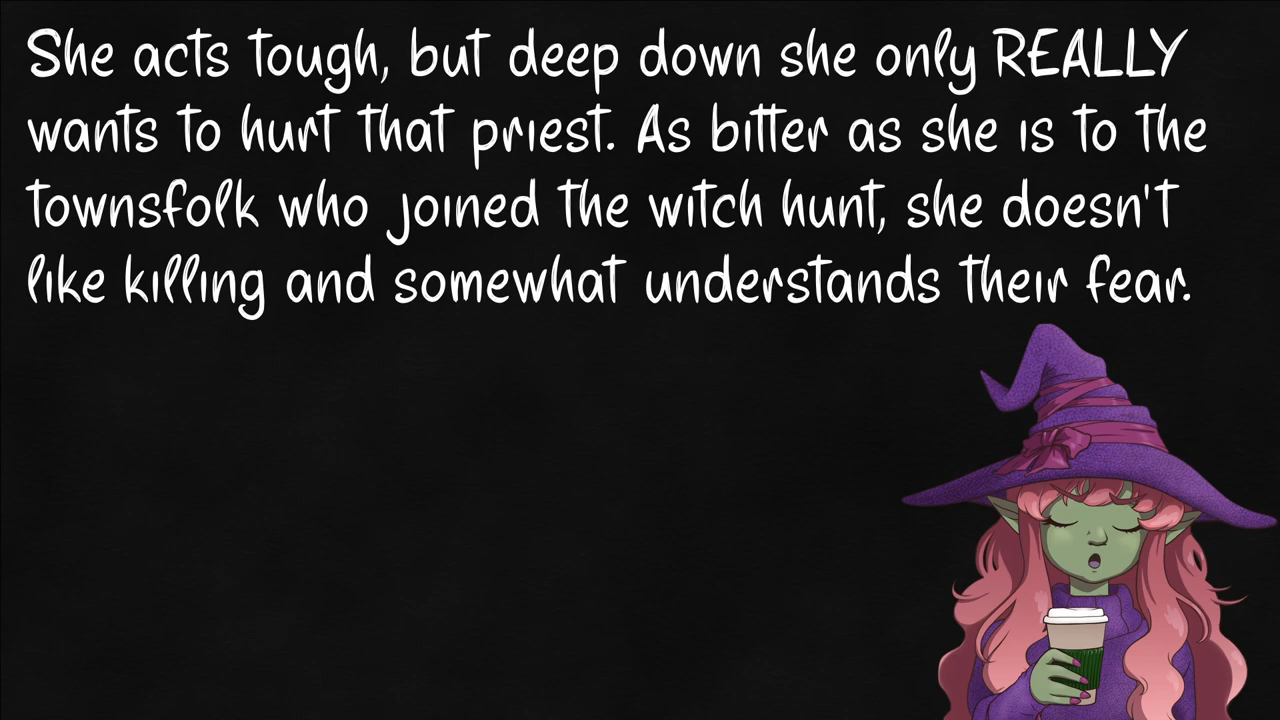 She acts tough, but deep down she only REALLY
wants to hurt that priest. As bitter as she is to the
townsfolk who joined the witch hunt, she doesn't
like killing and somewhat understands their fear.